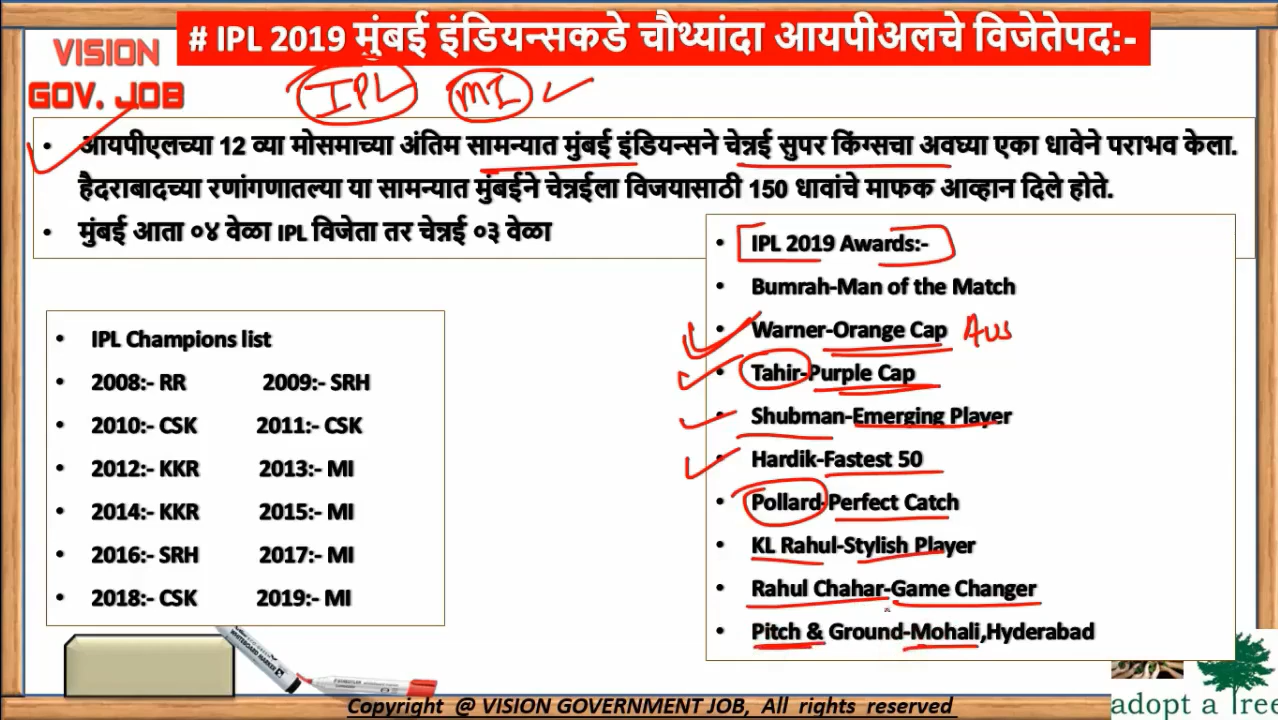 # IPL 2019 मुंबई इंडियन्सकडे चौथ्यांदा आयपीअलचे विजेतेपद:-
VISION
GOV. JOB
IPL MI
• आयपीएलच्या 12 व्या मोसमाच्या अंतिम सामन्यात मुंबई इंडियन्सने चेन्नई सुपर किंग्सचा अवघ्या एका धावेने पराभव केला.
हैदराबादच्या रणांगणातल्या या सामन्यात मुंबईने चेन्नईला विजयासाठी 150 धावांचे माफक आव्हान दिले होते.
• मुंबई आता ०४ वेळा IPL विजेता तर चेन्नई ०३ वेळा
• IPL Champions list
• 2008:- RR 2009:- SRH
• 2010:- CSK 2011:- CSK
• 2012:- KKR 2013:- MI
• 2014:- KKR 2015:- MI
• 2016:- SRH 2017:- MI
• 2018:- CSK 2019:- MI
• IPL 2019 Awards:-
• Bumrah-Man of the Match
• Warner-Orange Cap Aus
• Tahir-Purple Cap
• Shubman-Emerging Player
• Hardik-Fastest 50
• Pollard-Perfect Catch
• KL Rahul-Stylish Player
• Rahul Chahar-Game Changer
• Pitch & Ground-Mohali,Hyderabad
Copyright @ VISION GOVERNMENT JOB, All rights reserved
adopt a Tree